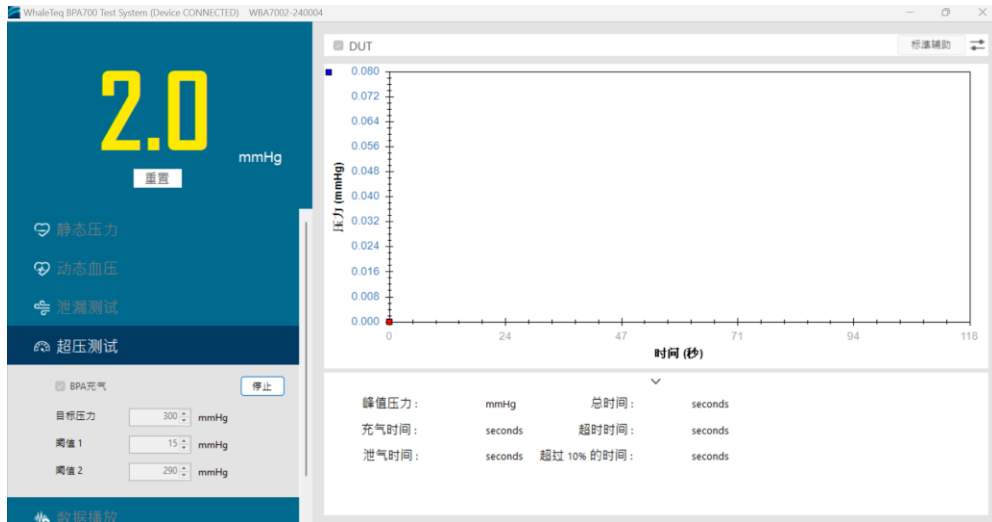 WhaleTeq BPA700 Test System (Device CONNECTED) WBA7002-240004
2.0
mmHg
重置
静态压力
动态血压
泄漏测试
超压测试
BPA充气
停止
目标压力 300 mmHg
阈值 1 15 mmHg
阈值 2 290 mmHg
数据播放
DUT
标準辅助
压力 (mmHg)
0.080
0.072
0.064
0.056
0.048
0.040
0.032
0.024
0.016
0.008
0.000
0 24 47 71 94 118
时间 (秒)
峰值压力 : mmHg 总时间 : seconds
充气时间 : seconds 超时时间 : seconds
泄气时间 : seconds 超过 10% 的时间 : seconds